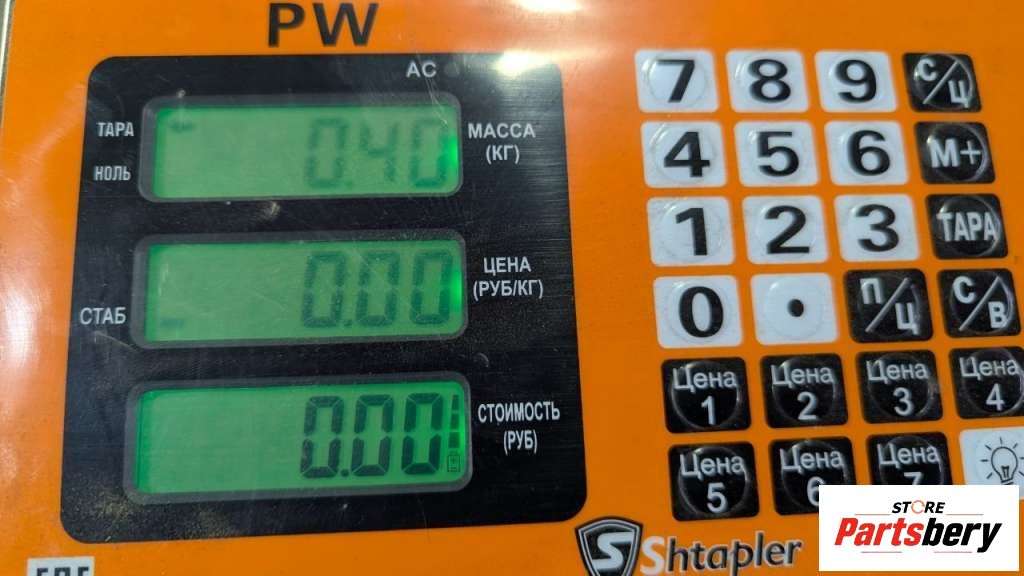 PW
AC
ТАРА
0.40
МАССА
(КГ)
НОЛЬ
0.00
ЦЕНА
(РУБ/КГ)
СТАБ
0.00
СТОИМОСТЬ
(РУБ)
7 8 9 С/Ц
4 5 6 М+
1 2 3 ТАРА
0 . П/Ц С/В
Цена 1 Цена 2 Цена 3 Цена 4
Цена 5 Цена 6 Цена 7
S Shtapler
EAC
STORE
Partsbery